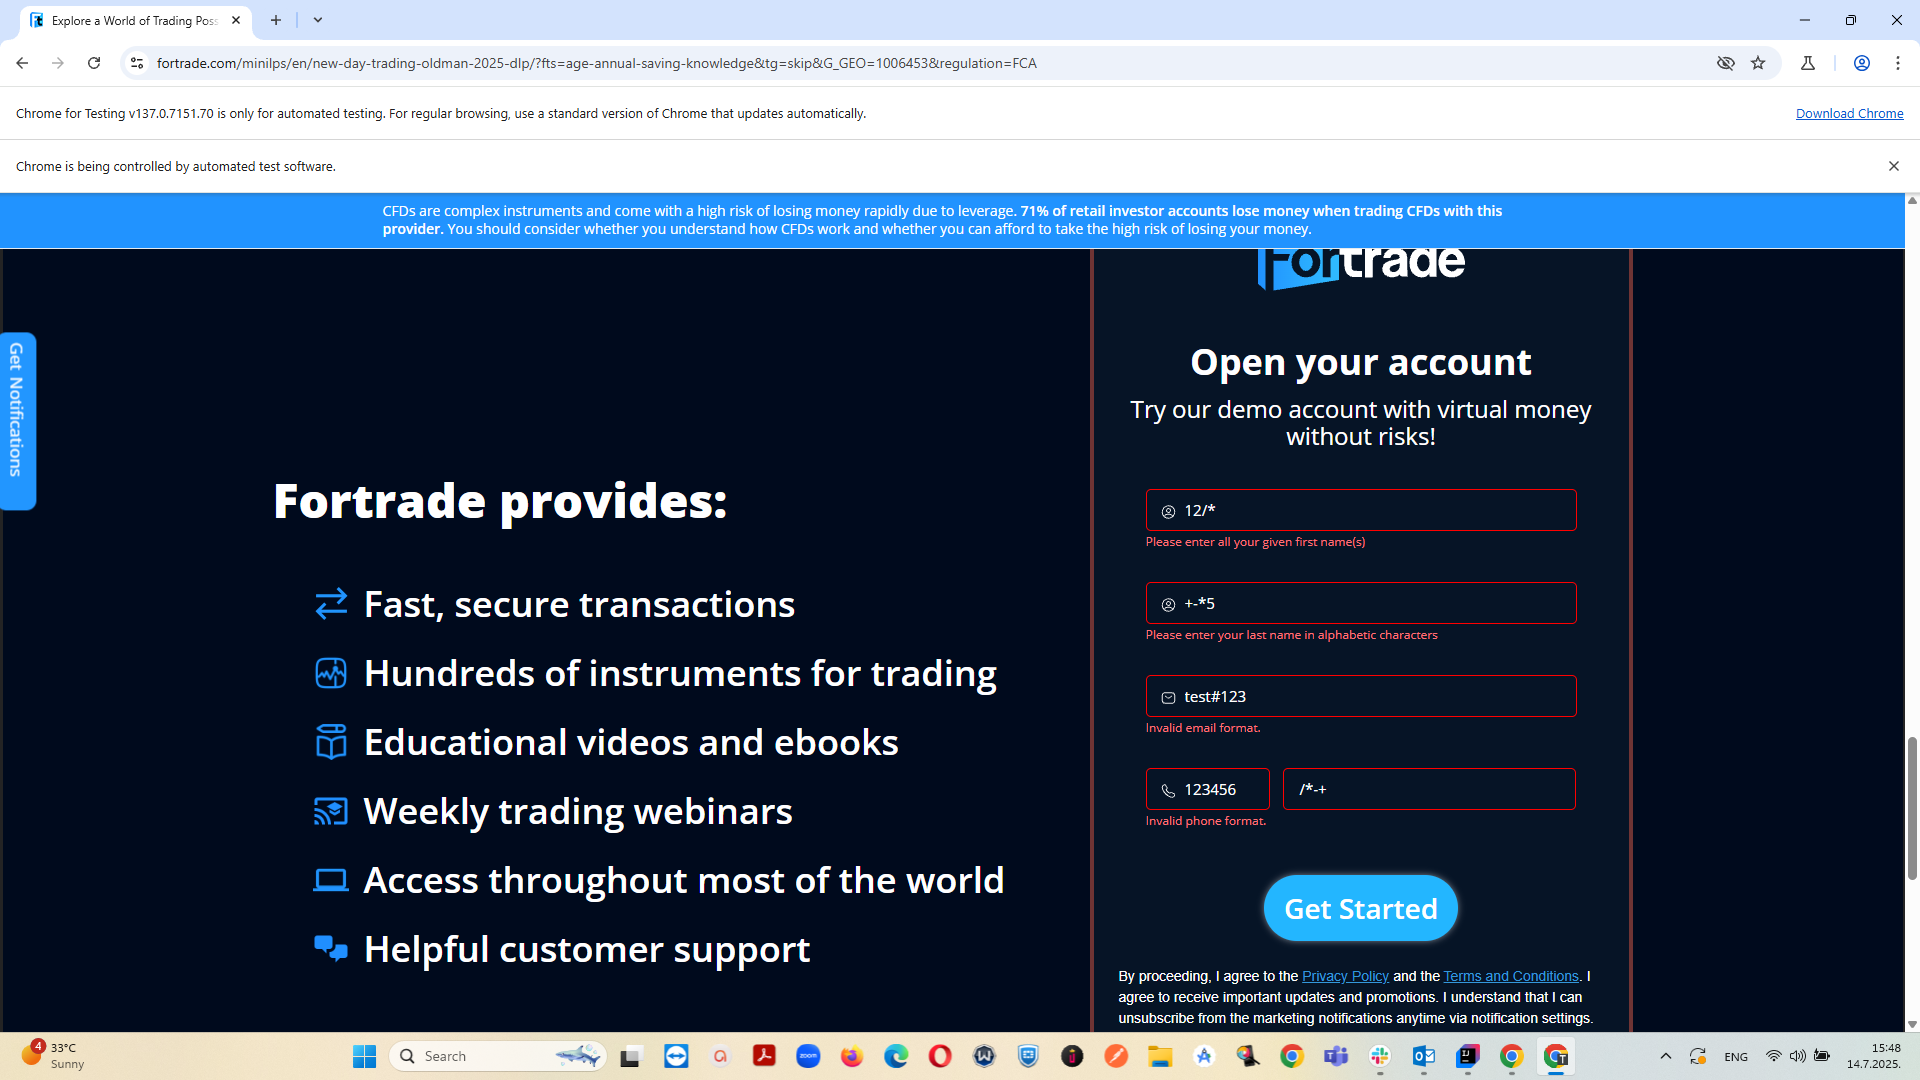 Explore a World of Trading Poss
fortrade.com/minilps/en/new-day-trading-oldman-2025-dlp/?fts=age-annual-saving-knowledge&tg=skip&G_GEO=1006453&regulation=FCA
Chrome for Testing v137.0.7151.70 is only for automated testing. For regular browsing, use a standard version of Chrome that updates automatically.
Download Chrome
Chrome is being controlled by automated test software.
CFDs are complex instruments and come with a high risk of losing money rapidly due to leverage. 71% of retail investor accounts lose money when trading CFDs with this
provider. You should consider whether you understand how CFDs work and whether you can afford to take the high risk of losing your money.
Fortrade
Get Notifications
Open your account
Try our demo account with virtual money
without risks!
Fortrade provides:
Fast, secure transactions
Hundreds of instruments for trading
Educational videos and ebooks
Weekly trading webinars
Access throughout most of the world
Helpful customer support
12/*
Please enter all your given first name(s)
+-*5
Please enter your last name in alphabetic characters
test#123
Invalid email format.
123456
/*-+
Invalid phone format.
Get Started
By proceeding, I agree to the Privacy Policy and the Terms and Conditions. I
agree to receive important updates and promotions. I understand that I can
unsubscribe from the marketing notifications anytime via notification settings.
4
33°C
Sunny
Search
zoom
ENG
15:48
14.7.2025.